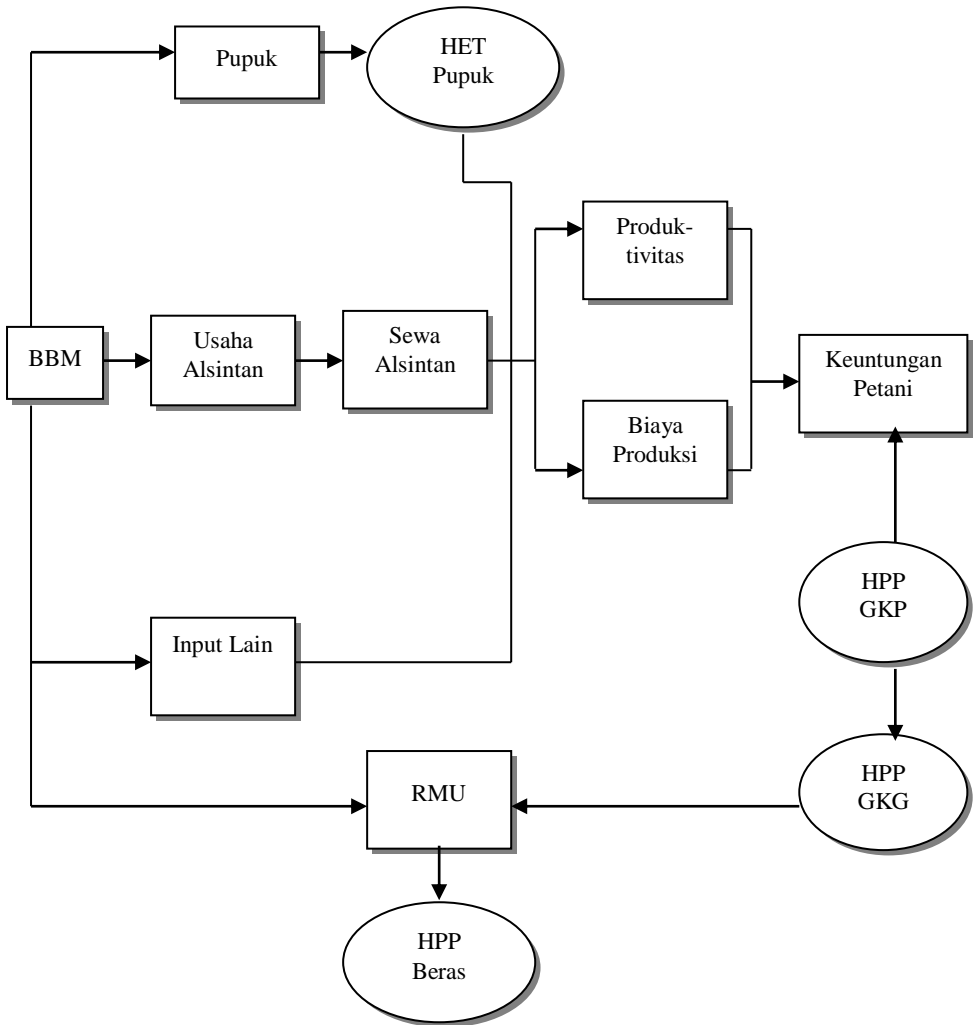 Pupuk
HET
Pupuk
Produk-
tivitas
BBM
Usaha
Alsintan
Sewa
Alsintan
Keuntungan
Petani
Biaya
Produksi
HPP
GKP
Input Lain
RMU
HPP
GKG
HPP
Beras